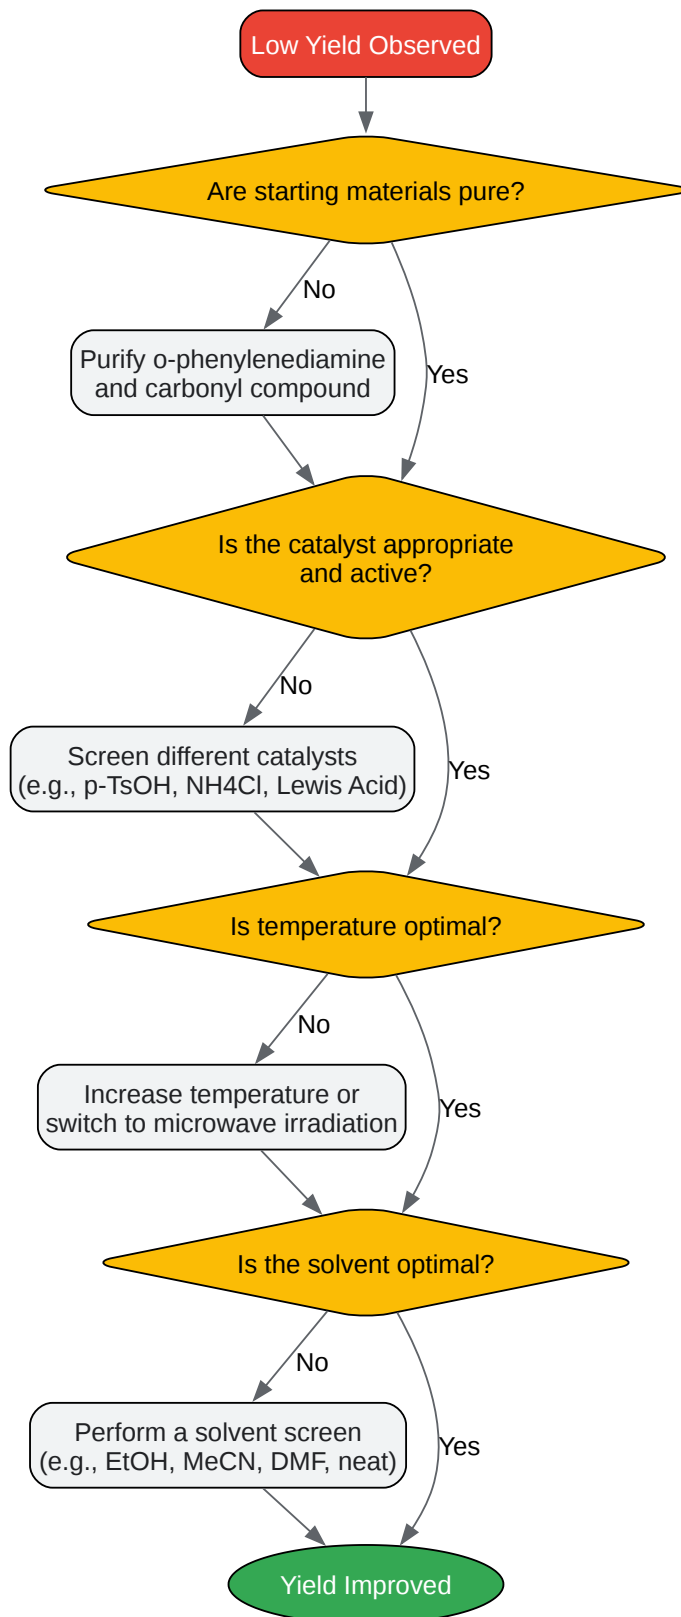 Low Yield Observed
Are starting materials pure?
No
Purify o-phenylenediamine
and carbonyl compound
Yes
Is the catalyst appropriate
and active?
No
Screen different catalysts
(e.g., p-TsOH, NH4Cl, Lewis Acid)
Yes
Is temperature optimal?
No
Increase temperature or
switch to microwave irradiation
Yes
Is the solvent optimal?
No
Perform a solvent screen
(e.g., EtOH, MeCN, DMF, neat)
Yes
Yield Improved